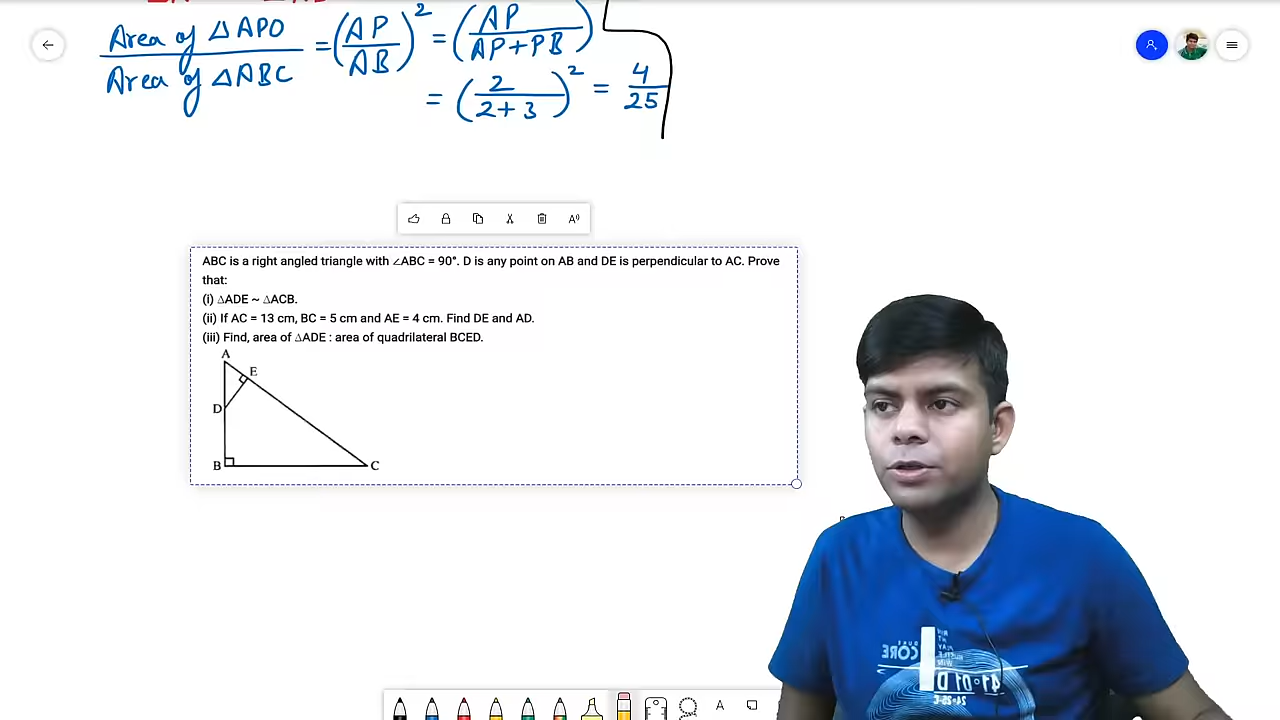 Area of △APO / Area of △ABC = (AP/AB)² = (AP/AP+PB)
= (2/2+3)² = 4/25
ABC is a right angled triangle with ∠ABC = 90°. D is any point on AB and DE is perpendicular to AC. Prove
that:
(i) △ADE ~ △ACB.
(ii) If AC = 13 cm, BC = 5 cm and AE = 4 cm. Find DE and AD.
(iii) Find, area of △ADE : area of quadrilateral BCED.
A
E
D
B
C
A
CORE